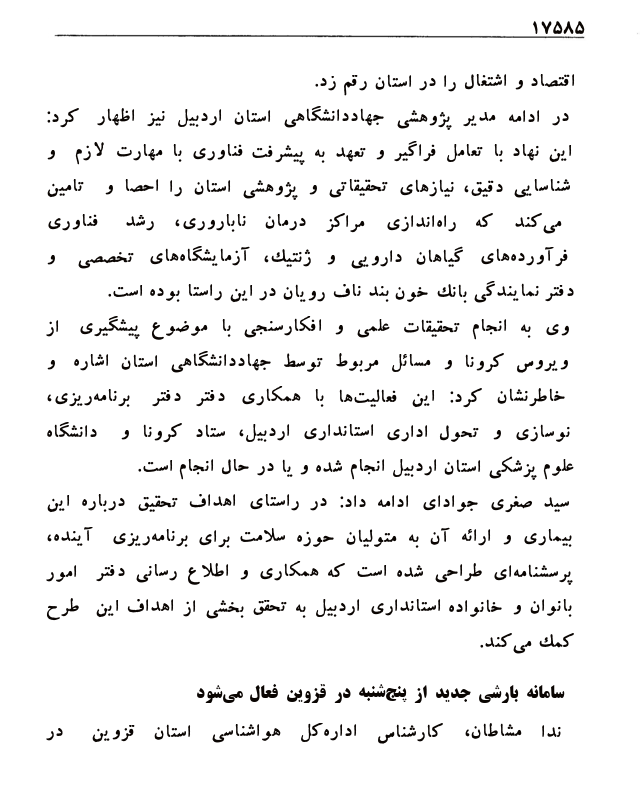 ۱۷۵۸۵
اقتصاد و اشتغال را در استان رقم زد.
در ادامه مدیر پژوهشی جهاددانشگاهی استان اردبیل نیز اظهار کرد:
این نهاد با تعامل فراگیر و تعهد به پیشرفت فناوری با مهارت لازم و
شناسایی دقیق، نیازهای تحقیقاتی و پژوهشی استان را احصا و تامین
می‌کند که راه‌اندازی مراکز درمان ناباروری، رشد فناوری
فرآورده‌های گیاهان دارویی و ژنتیك، آزمایشگاه‌های تخصصی و
دفتر نمایندگی بانك خون بند ناف رویان در این راستا بوده است.
وی به انجام تحقیقات علمی و افکارسنجی با موضوع پیشگیری از
ویروس کرونا و مسائل مربوط توسط جهاددانشگاهی استان اشاره و
خاطرنشان کرد: این فعالیت‌ها با همکاری دفتر دفتر برنامه‌ریزی،
نوسازی و تحول اداری استانداری اردبیل، ستاد کرونا و دانشگاه
علوم پزشکی استان اردبیل انجام شده و یا در حال انجام است.
سید صغری جوادای ادامه داد: در راستای اهداف تحقیق درباره این
بیماری و ارائه آن به متولیان حوزه سلامت برای برنامه‌ریزی آینده،
پرسشنامه‌ای طراحی شده است که همکاری و اطلاع رسانی دفتر امور
بانوان و خانواده استانداری اردبیل به تحقق بخشی از اهداف این طرح
کمك می‌کند.
سامانه بارشی جدید از پنج‌شنبه در قزوین فعال می‌شود
ندا مشاطان، کارشناس اداره‌کل هواشناسی استان قزوین در